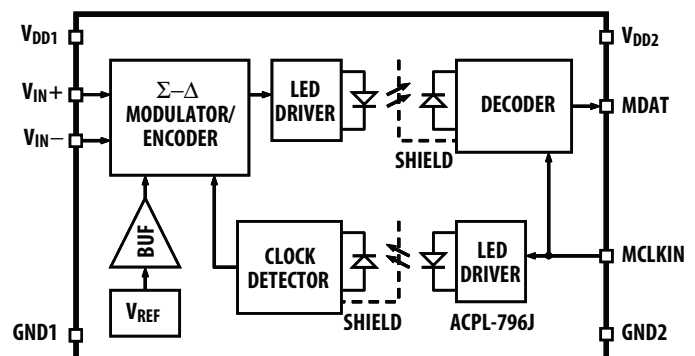 VDD1
VDD2
VIN+
VIN−
Σ−Δ
MODULATOR/
ENCODER
LED
DRIVER
SHIELD
DECODER
MDAT
BUF
VREF
CLOCK
DETECTOR
SHIELD
LED
DRIVER
ACPL-796J
MCLKIN
GND1
GND2